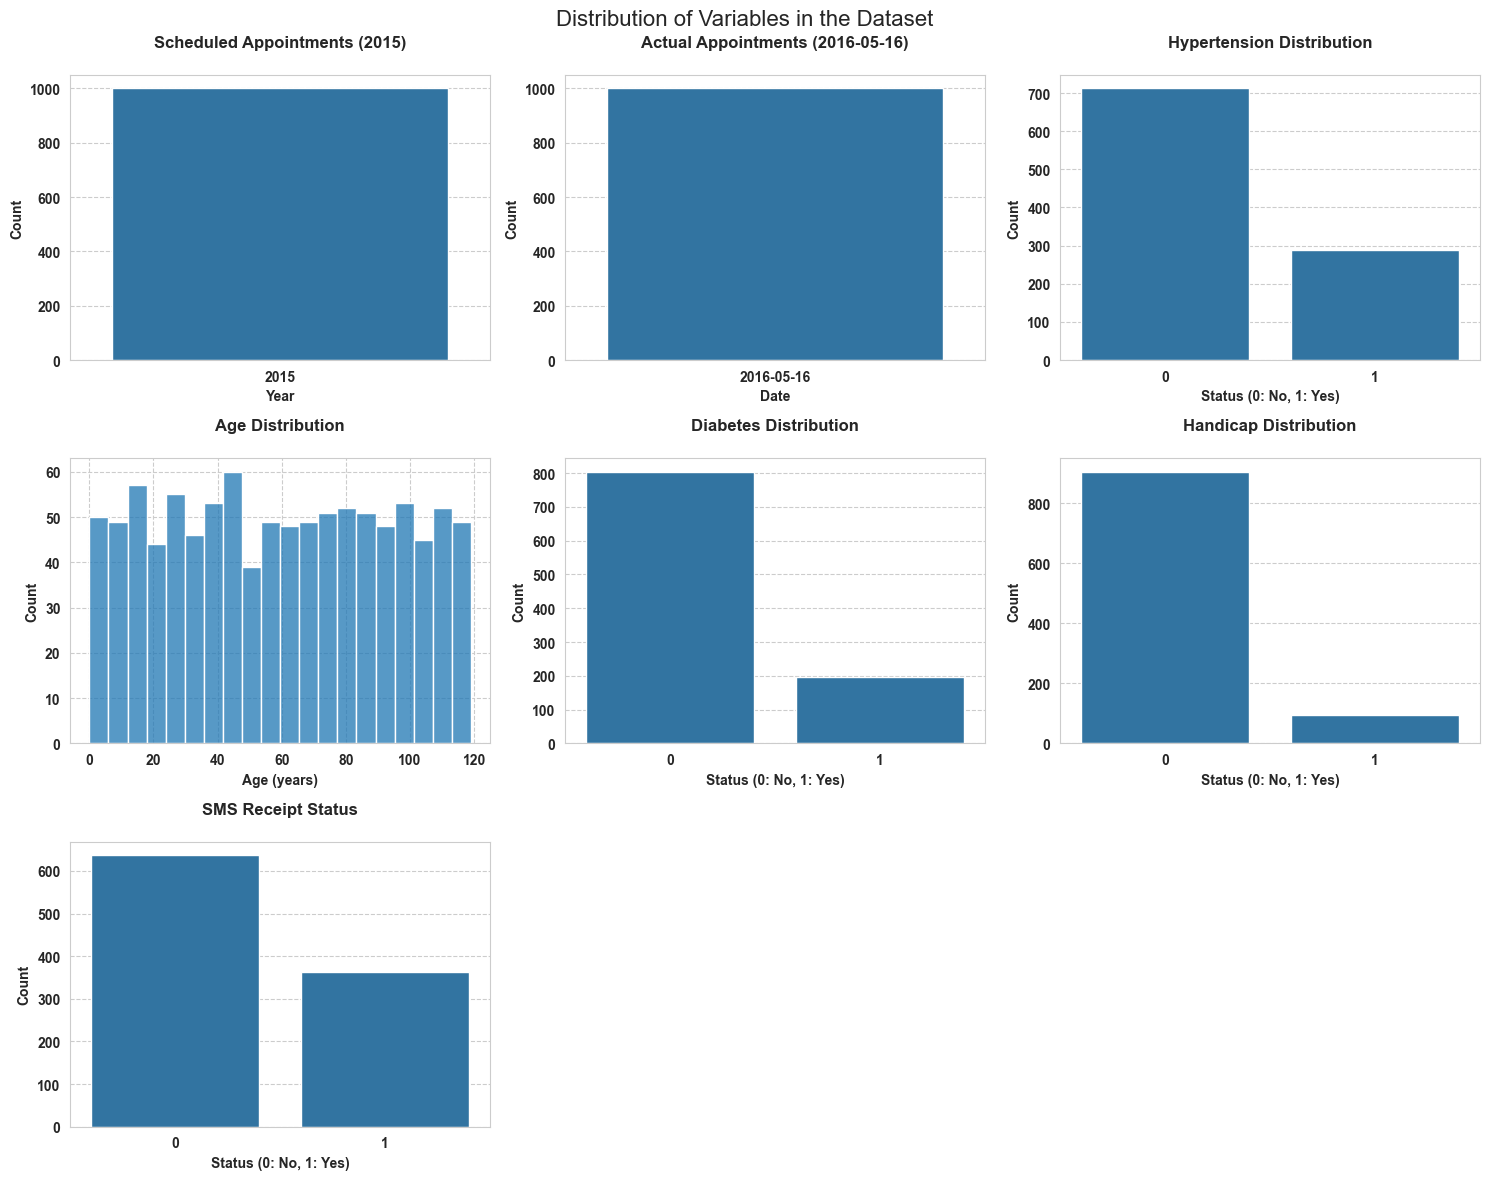 Distribution of Variables in the Dataset
Scheduled Appointments (2015)
Count
1000
800
600
400
200
0
2015
Year
Actual Appointments (2016-05-16)
Count
1000
800
600
400
200
0
2016-05-16
Date
Hypertension Distribution
Count
700
600
500
400
300
200
100
0
0 1
Status (0: No, 1: Yes)
Age Distribution
Count
60
50
40
30
20
10
0
0 20 40 60 80 100 120
Age (years)
Diabetes Distribution
Count
800
700
600
500
400
300
200
100
0
0 1
Status (0: No, 1: Yes)
Handicap Distribution
Count
800
600
400
200
0
0 1
Status (0: No, 1: Yes)
SMS Receipt Status
Count
600
500
400
300
200
100
0
0 1
Status (0: No, 1: Yes)